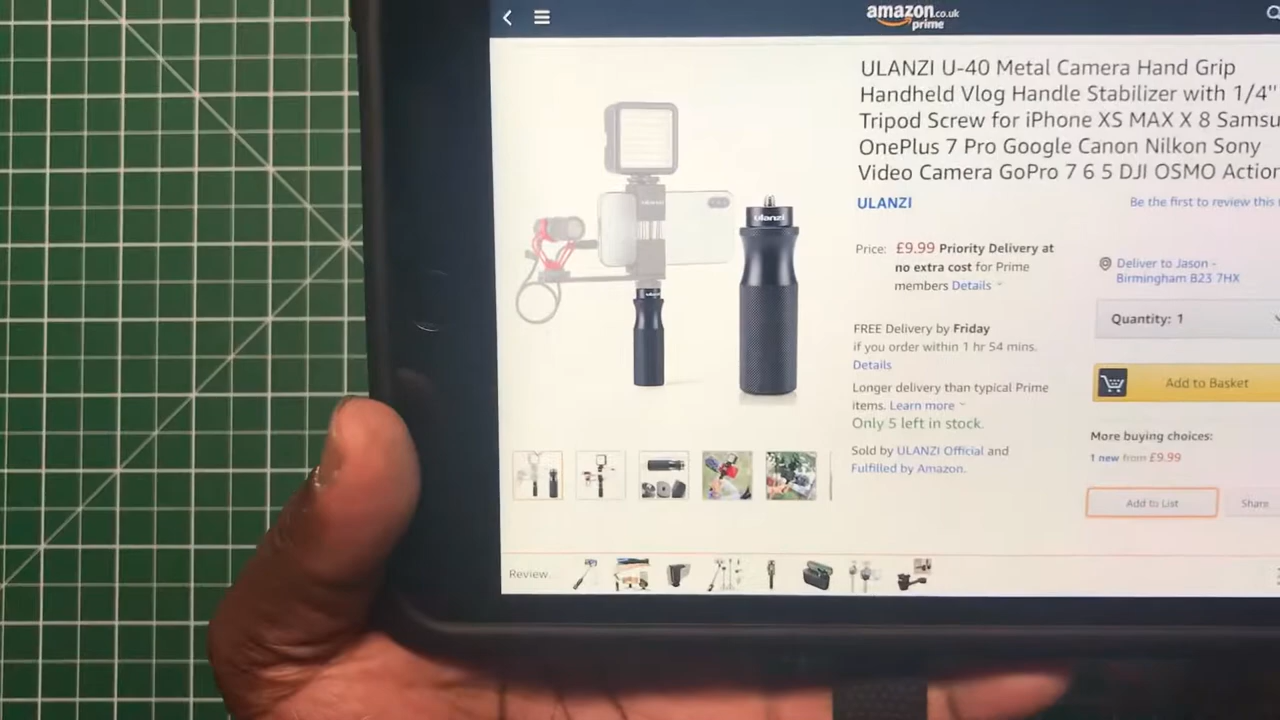 amazon.co.uk
prime
ULANZI U-40 Metal Camera Hand Grip
Handheld Vlog Handle Stabilizer with 1/4"
Tripod Screw for iPhone XS MAX X 8 Samsu
OnePlus 7 Pro Google Canon Nilkon Sony
Video Camera GoPro 7 6 5 DJI OSMO Action
ULANZI
Be the first to review this
Price: £9.99 Priority Delivery at
no extra cost for Prime
members Details
Deliver to Jason -
Birmingham B23 7HX
Quantity: 1
FREE Delivery by Friday
if you order within 1 hr 54 mins.
Details
Add to Basket
Longer delivery than typical Prime
items. Learn more
Only 5 left in stock.
Sold by ULANZI Official and
Fulfilled by Amazon.
More buying choices:
1 new from £9.99
Add to List
Share
ulanzi
Review